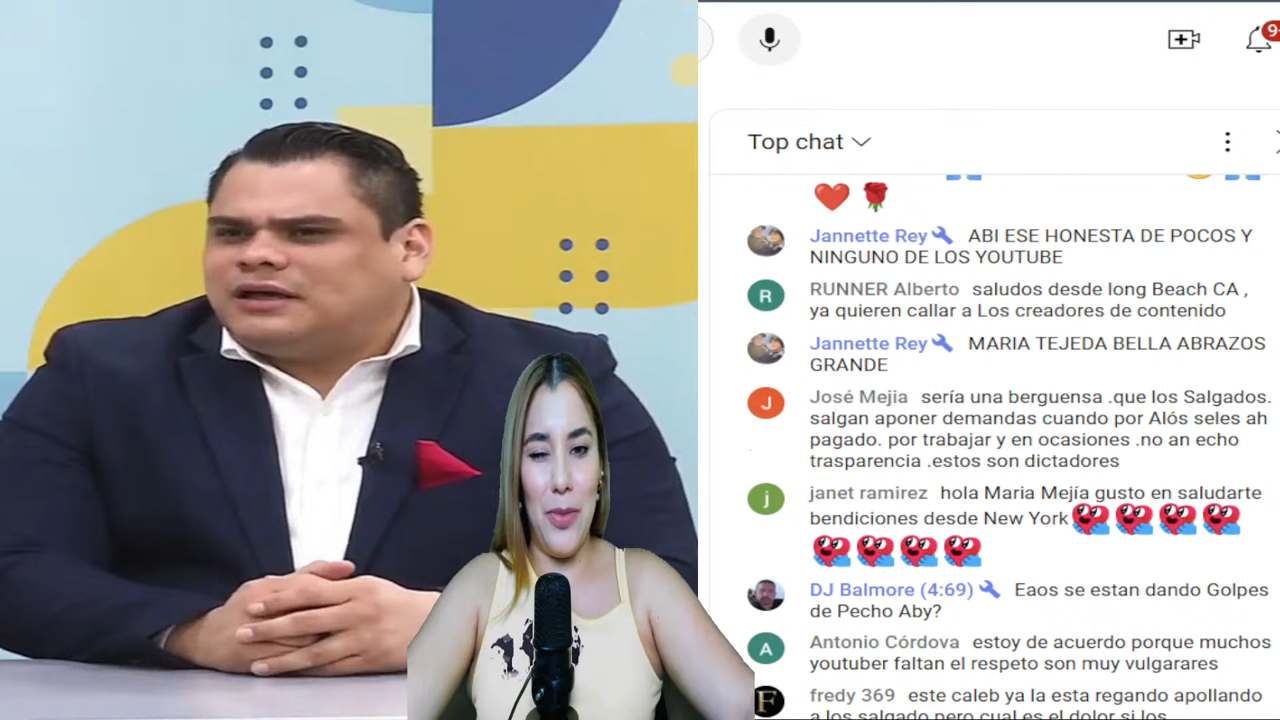 9+
Top chat
Jannette Rey ABI ESE HONESTA DE POCOS Y
NINGUNO DE LOS YOUTUBE
R RUNNER Alberto saludos desde long Beach CA ,
ya quieren callar a Los creadores de contenido
Jannette Rey MARIA TEJEDA BELLA ABRAZOS
GRANDE
J José Mejia sería una berguensa .que los Salgados.
salgan aponer demandas cuando por Alós seles ah
pagado. por trabajar y en ocasiones .no an echo
trasparencia .estos son dictadores
j janet ramirez hola Maria Mejía gusto en saludarte
bendiciones desde New York
DJ Balmore (4:69) Eaos se estan dando Golpes
de Pecho Aby?
A Antonio Córdova estoy de acuerdo porque muchos
youtuber faltan el respeto son muy vulgarares
F fredy 369 este caleb ya la esta regando apollando
a los salgado pero cual es el dolor si los